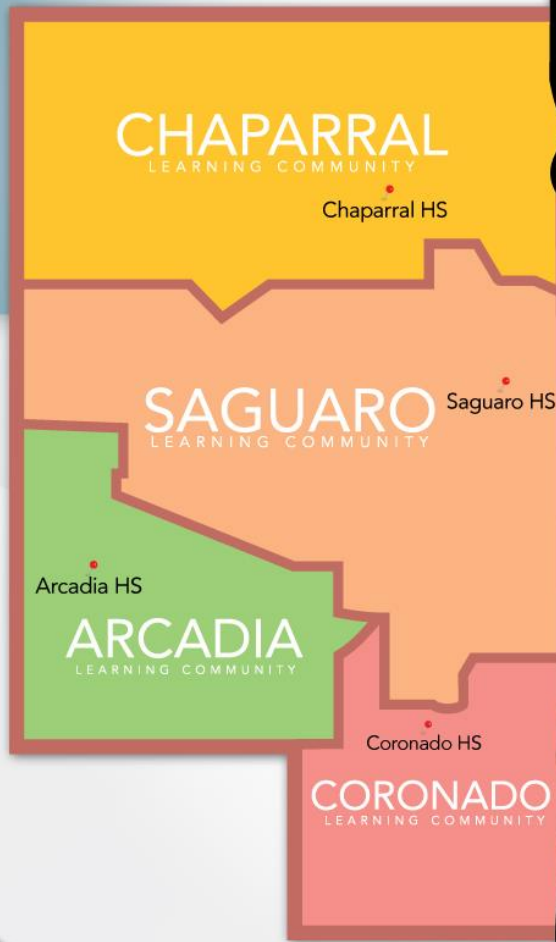 CHAPARRAL
LEARNING COMMUNITY
Chaparral HS
SAGUARO
LEARNING COMMUNITY
Saguaro HS
Arcadia HS
ARCADIA
LEARNING COMMUNITY
Coronado HS
CORONADO
LEARNING COMMUNITY